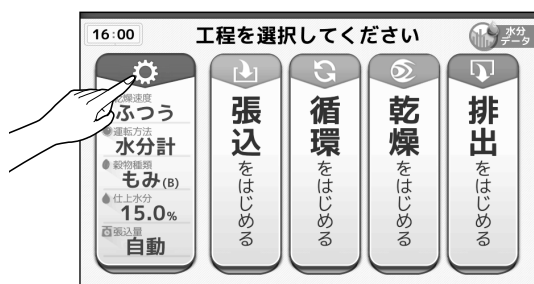 16:00
工程を選択してください
水分
データ
乾燥速度
ふつう
運転方法
水分計
穀物種類
もみ(B)
仕上水分
15.0%
張込量
自動
張込をはじめる
循環をはじめる
乾燥をはじめる
排出をはじめる